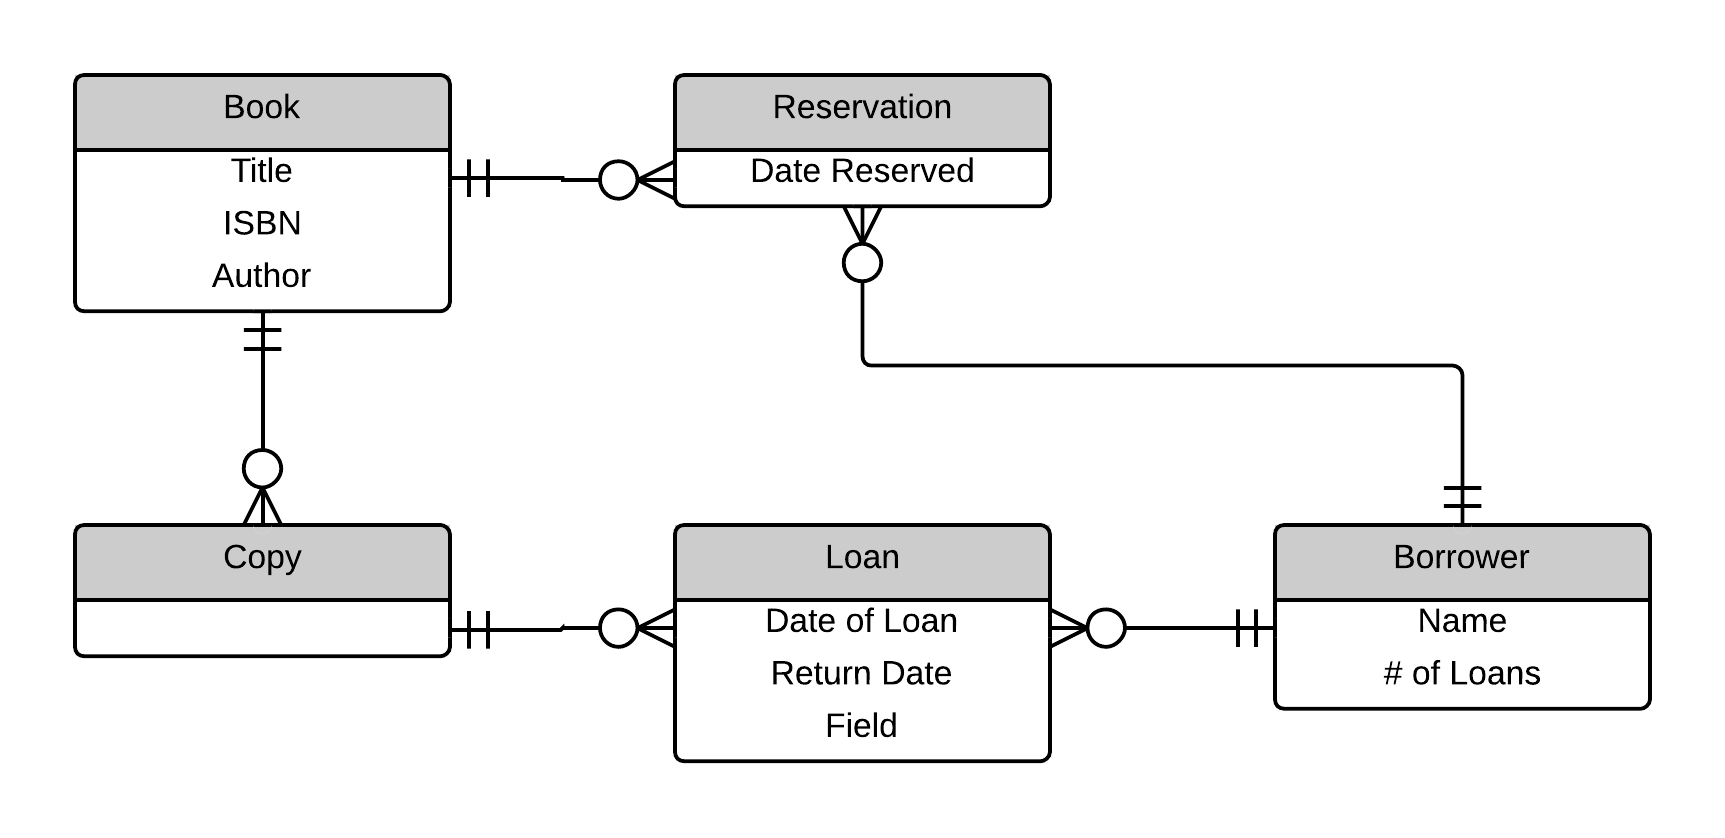 Book
Title
ISBN
Author
Reservation
Date Reserved
Copy
Loan
Date of Loan
Return Date
Field
Borrower
Name
# of Loans